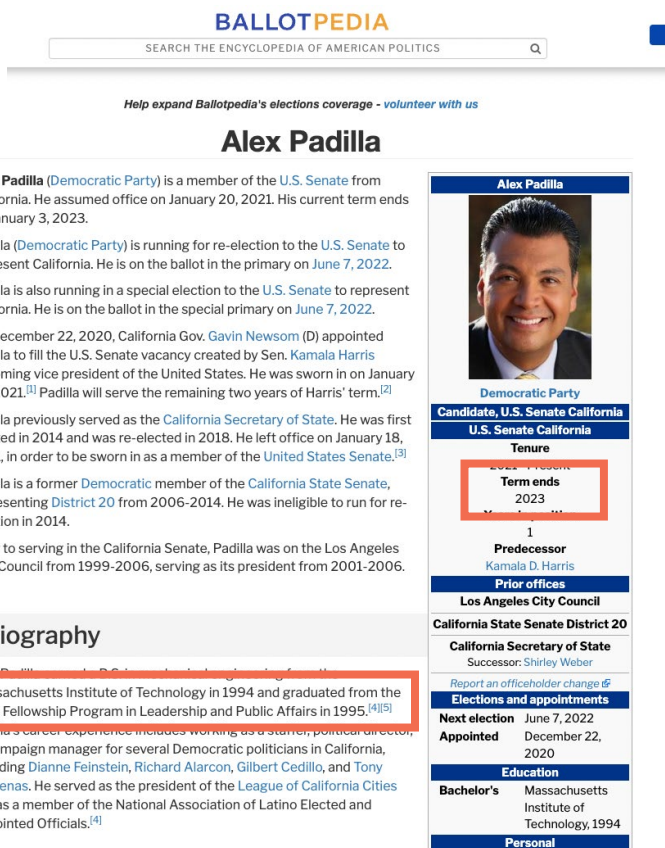 BALLOTPEDIA
SEARCH THE ENCYCLOPEDIA OF AMERICAN POLITICS
Help expand Ballotpedia's elections coverage - volunteer with us
Alex Padilla
Padilla (Democratic Party) is a member of the U.S. Senate from
ornia. He assumed office on January 20, 2021. His current term ends
nuary 3, 2023.
la (Democratic Party) is running for re-election to the U.S. Senate to
esent California. He is on the ballot in the primary on June 7, 2022.
la is also running in a special election to the U.S. Senate to represent
ornia. He is on the ballot in the special primary on June 7, 2022.
ecember 22, 2020, California Gov. Gavin Newsom (D) appointed
la to fill the U.S. Senate vacancy created by Sen. Kamala Harris
ming vice president of the United States. He was sworn in on January
021.[1] Padilla will serve the remaining two years of Harris' term.[2]
la previously served as the California Secretary of State. He was first
ed in 2014 and was re-elected in 2018. He left office on January 18,
, in order to be sworn in as a member of the United States Senate.[3]
la is a former Democratic member of the California State Senate,
esenting District 20 from 2006-2014. He was ineligible to run for re-
ion in 2014.
to serving in the California Senate, Padilla was on the Los Angeles
Council from 1999-2006, serving as its president from 2001-2006.
iography
sachusetts Institute of Technology in 1994 and graduated from the
Fellowship Program in Leadership and Public Affairs in 1995.[4][5]
la's career experience includes working as a staffer, political director,
mpaign manager for several Democratic politicians in California,
ding Dianne Feinstein, Richard Alarcon, Gilbert Cedillo, and Tony
enas. He served as the president of the League of California Cities
as a member of the National Association of Latino Elected and
ointed Officials.[4]
Alex Padilla
Democratic Party
Candidate, U.S. Senate California
U.S. Senate California
Tenure
2021 - Present
Term ends
2023
1
Predecessor
Kamala D. Harris
Prior offices
Los Angeles City Council
California State Senate District 20
California Secretary of State
Successor: Shirley Weber
Report an officeholder change
Elections and appointments
Next election June 7, 2022
Appointed December 22,
2020
Education
Bachelor's Massachusetts
Institute of
Technology, 1994
Personal